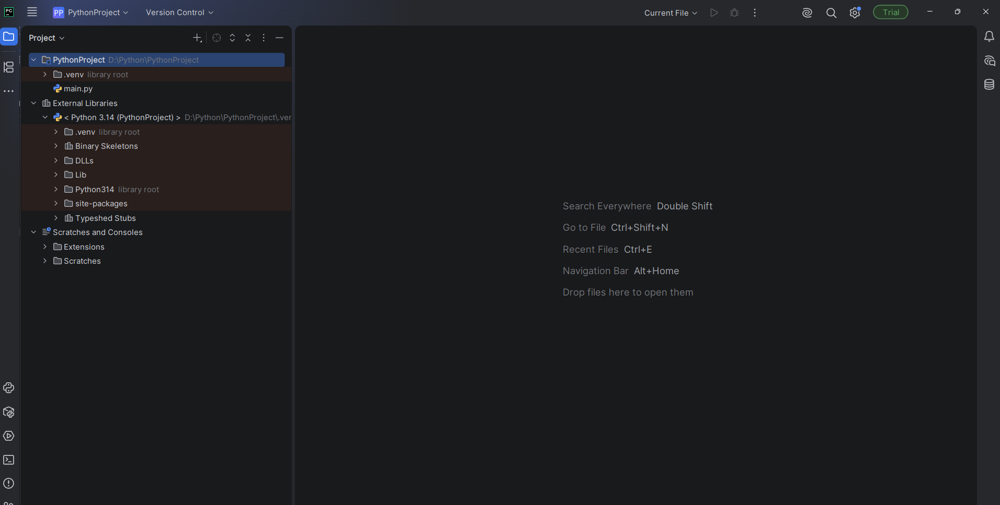 PC
PP PythonProject Version Control
Current File
Trial
Project
PythonProject D:\Python\PythonProject
.venv library root
main.py
External Libraries
< Python 3.14 (PythonProject) > D:\Python\PythonProject\.ven
.venv library root
Binary Skeletons
DLLs
Lib
Python314 library root
site-packages
Typeshed Stubs
Scratches and Consoles
Extensions
Scratches
Search Everywhere Double Shift
Go to File Ctrl+Shift+N
Recent Files Ctrl+E
Navigation Bar Alt+Home
Drop files here to open them